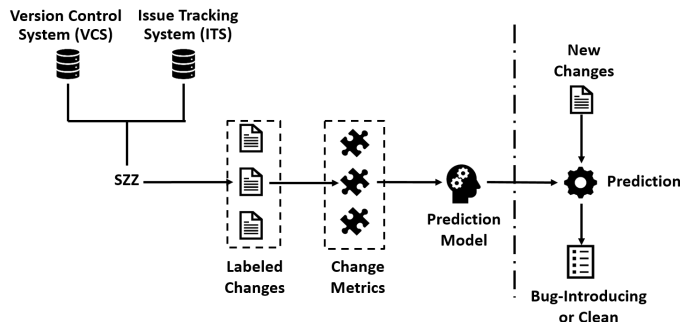 Version Control
System (VCS)
Issue Tracking
System (ITS)
New
Changes
SZZ
Prediction
Prediction
Model
Labeled
Changes
Change
Metrics
Bug-Introducing
or Clean